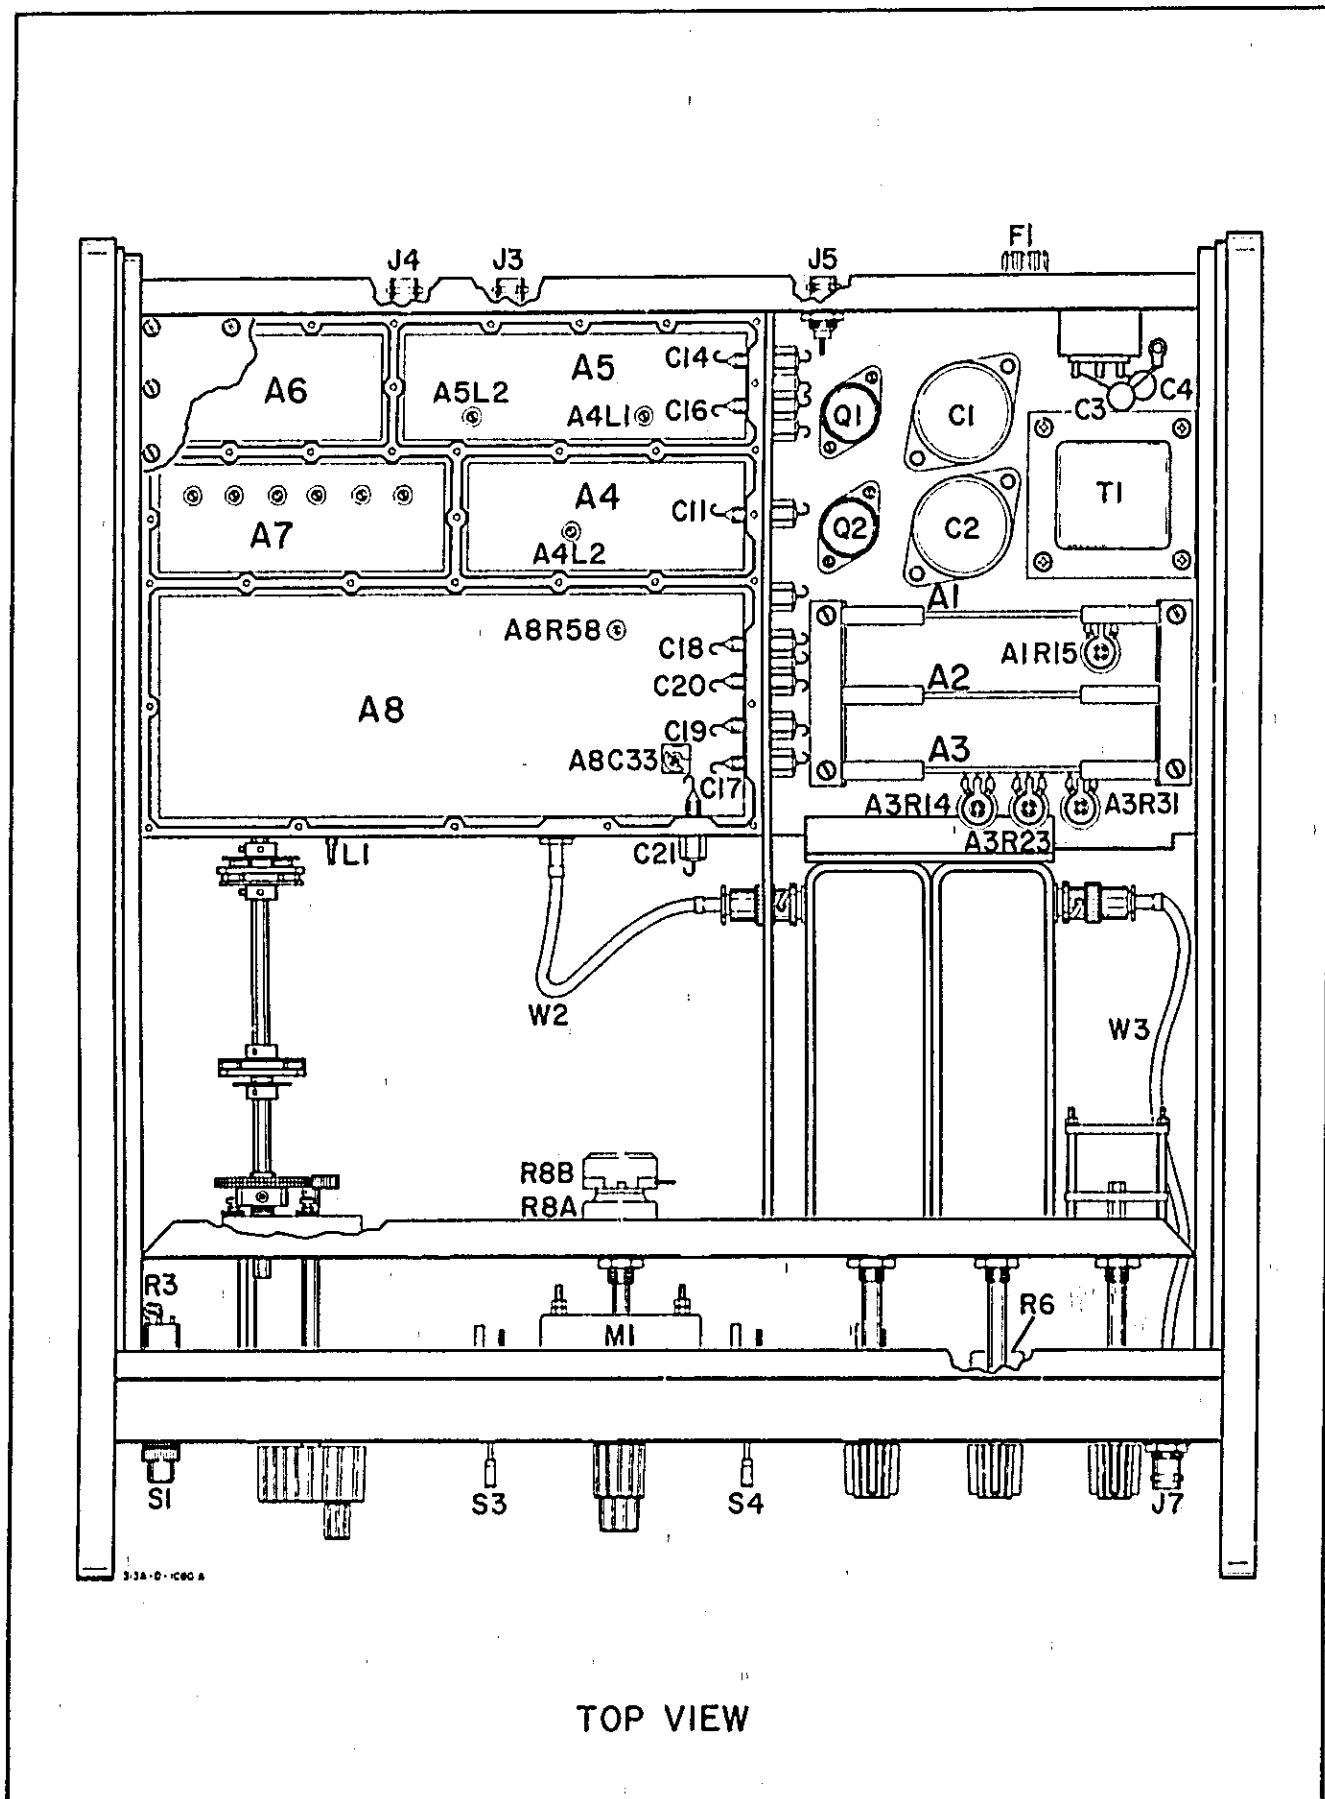 F1
J4 J3 J5
A5 C14
A6 A5L2 A4L1 C16 Q1 C1 C3 C4
A4 C11 Q2 C2 T1
A7 A4L2
A1
A8R58 C18 A1R15
C20 A2
A8 C19 A3
A8C33 C17
A3R14 A3R31
L1 C21 A3R23
W2 W3
R8B
R8A
R3 M1 R6
S1 S3 S4 J7
TOP VIEW